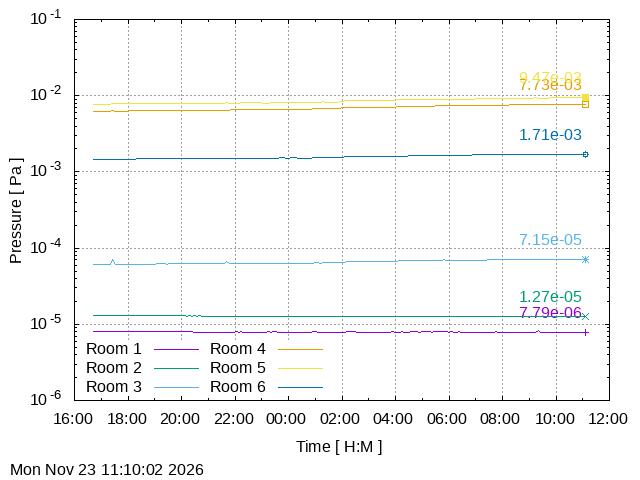 10^-1
10^-2
10^-3
10^-4
10^-5
10^-6
Pressure [ Pa ]
9.47e-03
7.73e-03
1.71e-03
7.15e-05
1.27e-05
7.79e-06
Room 1 Room 4
Room 2 Room 5
Room 3 Room 6
16:00 18:00 20:00 22:00 00:00 02:00 04:00 06:00 08:00 10:00 12:00
Time [ H:M ]
Mon Nov 23 11:10:02 2026